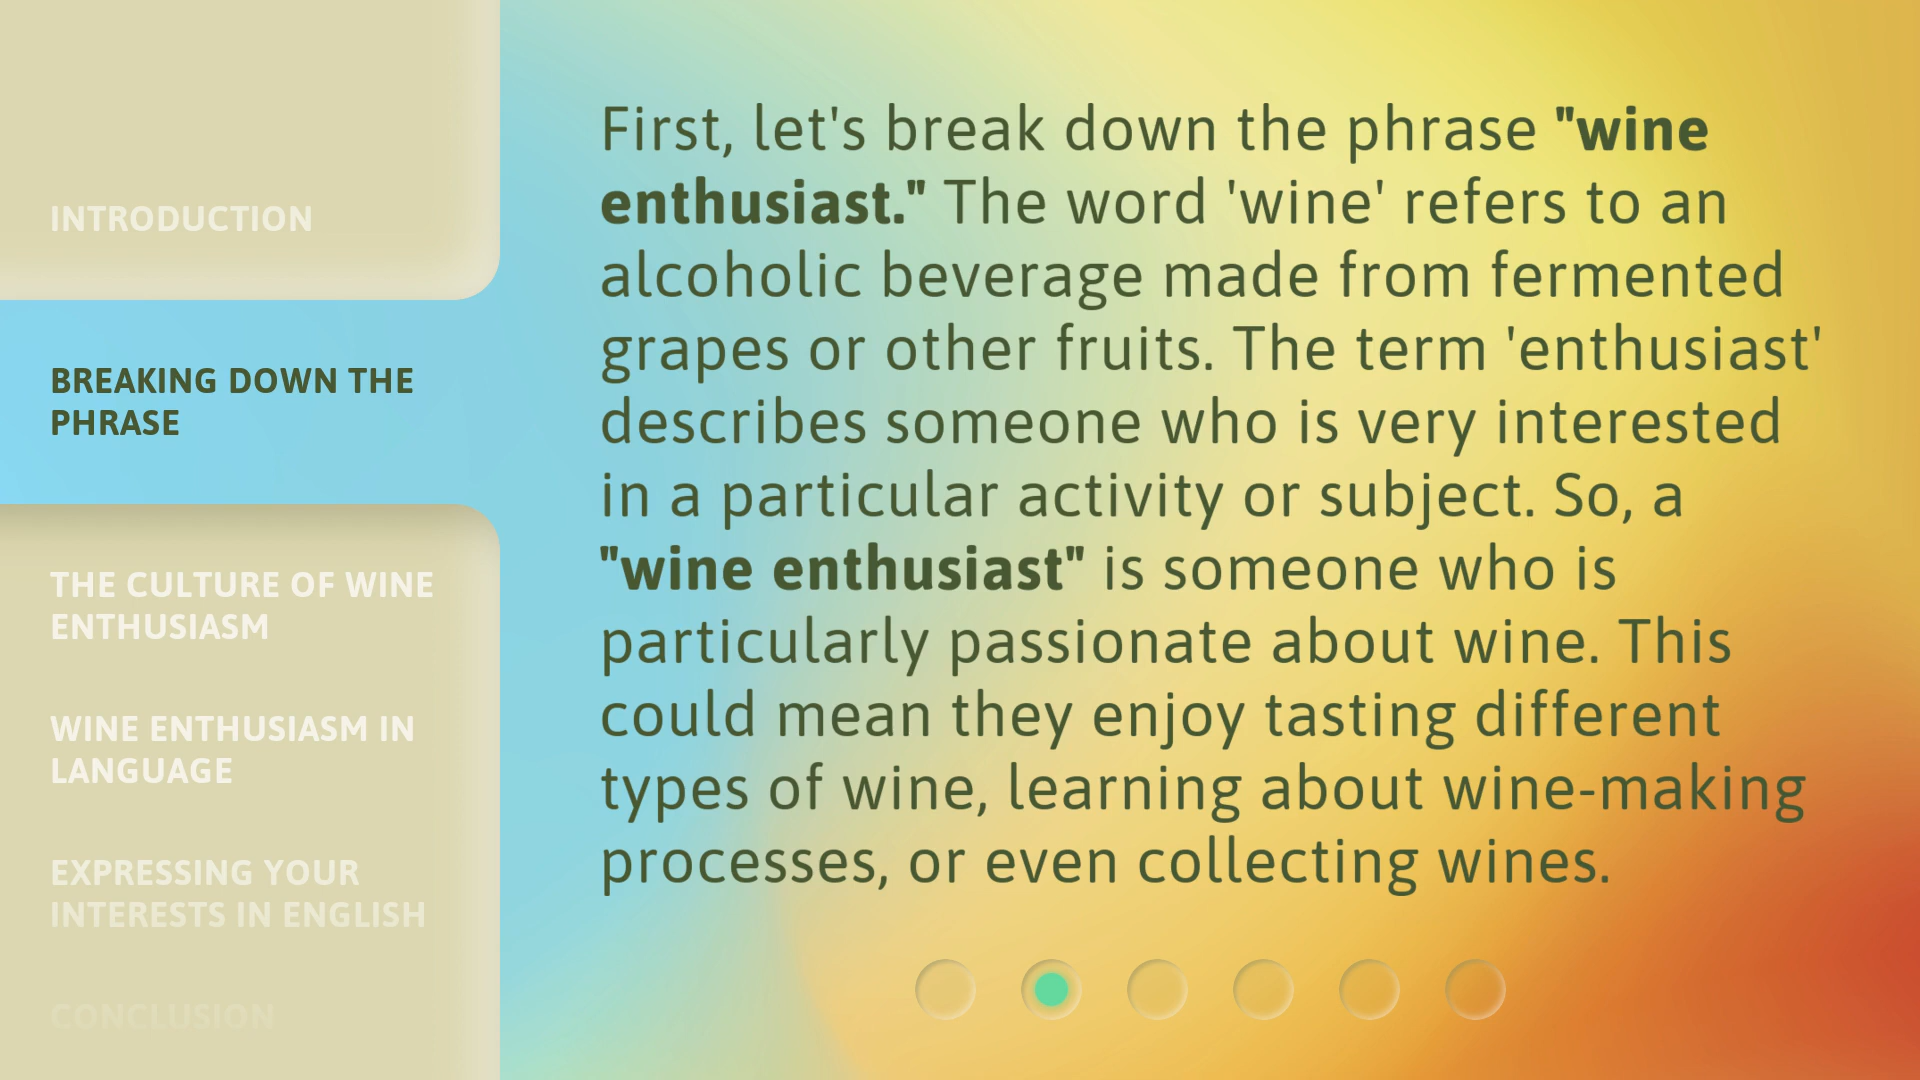 INTRODUCTION
BREAKING DOWN THE
PHRASE
THE CULTURE OF WINE
ENTHUSIASM
WINE ENTHUSIASM IN
LANGUAGE
EXPRESSING YOUR
INTERESTS IN ENGLISH
CONCLUSION
First, let's break down the phrase "wine
enthusiast." The word 'wine' refers to an
alcoholic beverage made from fermented
grapes or other fruits. The term 'enthusiast'
describes someone who is very interested
in a particular activity or subject. So, a
"wine enthusiast" is someone who is
particularly passionate about wine. This
could mean they enjoy tasting different
types of wine, learning about wine-making
processes, or even collecting wines.